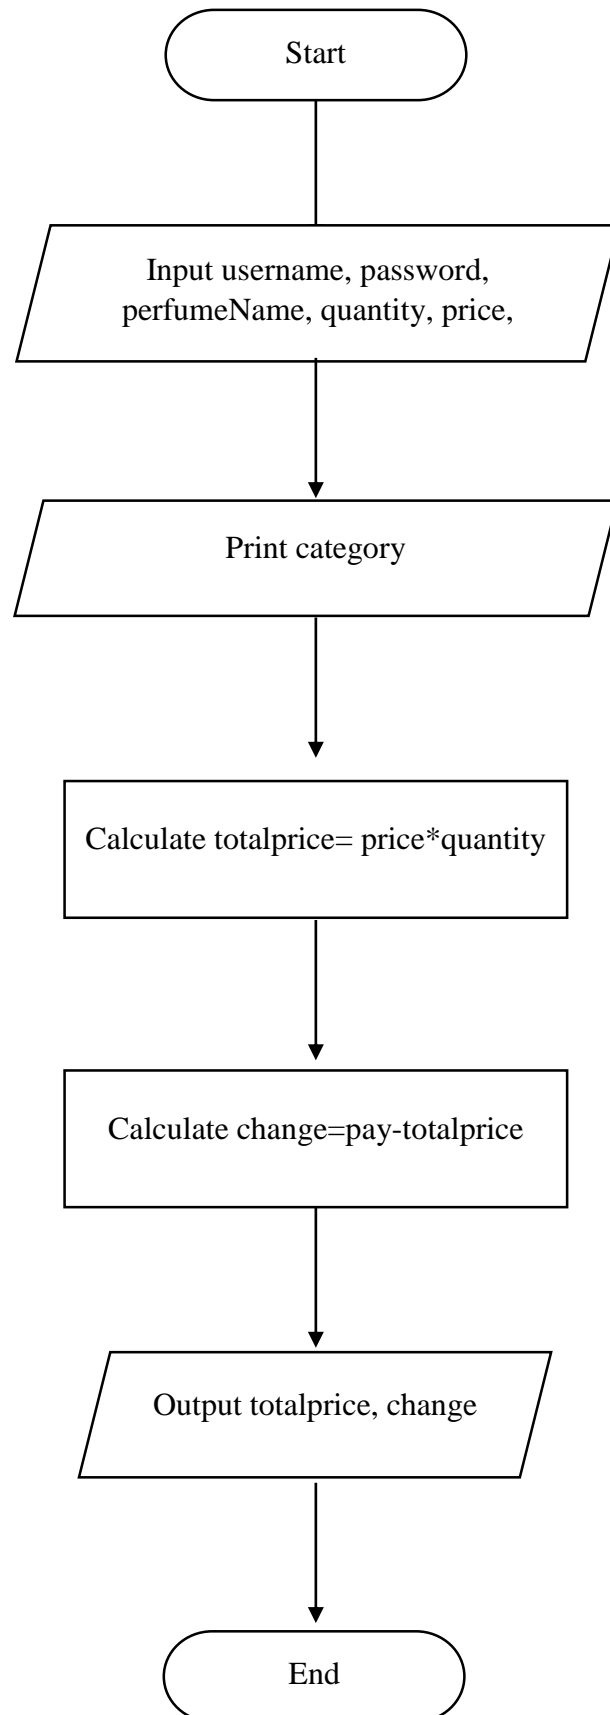 Start
Input username, password,
perfumeName, quantity, price,
Print category
Calculate totalprice= price*quantity
Calculate change=pay-totalprice
Output totalprice, change
End